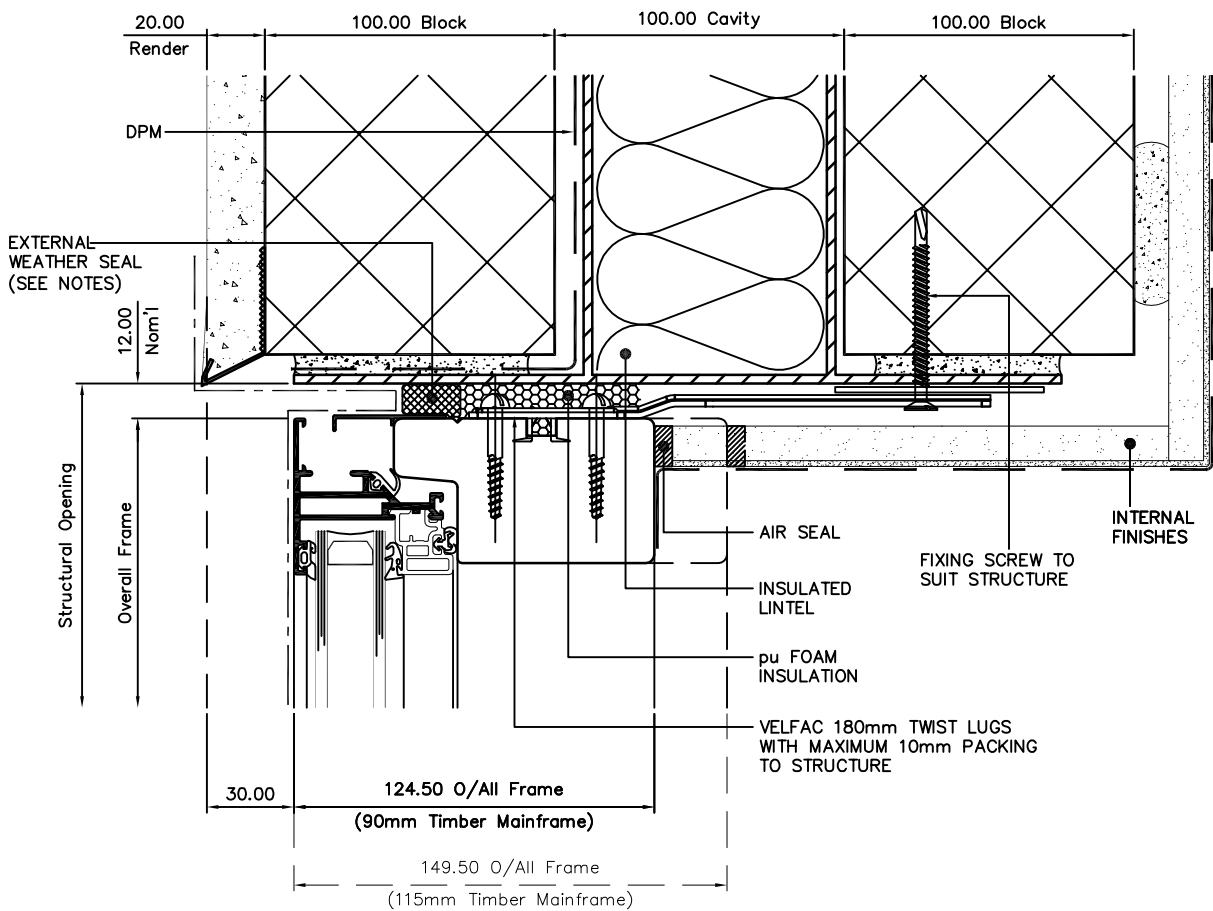 20.00
Render
100.00 Block
100.00 Cavity
100.00 Block
DPM
EXTERNAL
WEATHER SEAL
(SEE NOTES)
12.00
Nom'l
Structural Opening
Overall Frame
AIR SEAL
INSULATED
LINTEL
pu FOAM
INSULATION
VELFAC 180mm TWIST LUGS
WITH MAXIMUM 10mm PACKING
TO STRUCTURE
FIXING SCREW TO
SUIT STRUCTURE
INTERNAL
FINISHES
30.00
124.50 O/All Frame
(90mm Timber Mainframe)
149.50 O/All Frame
(115mm Timber Mainframe)